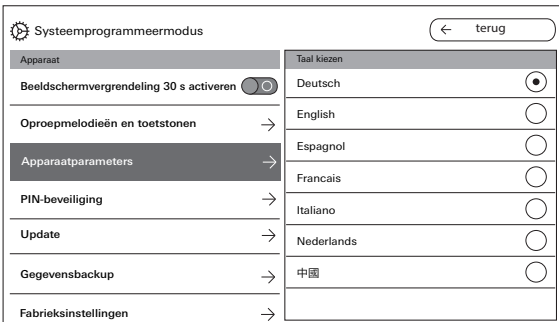 Systeemprogrammeermodus
← terug
Apparaat
Beeldschermvergrendeling 30 s activeren
Oproepmelodieën en toetstonen
Apparaatparameters
PIN-beveiliging
Update
Gegevensbackup
Fabrieksinstellingen
Taal kiezen
Deutsch
English
Espagnol
Francais
Italiano
Nederlands
中國